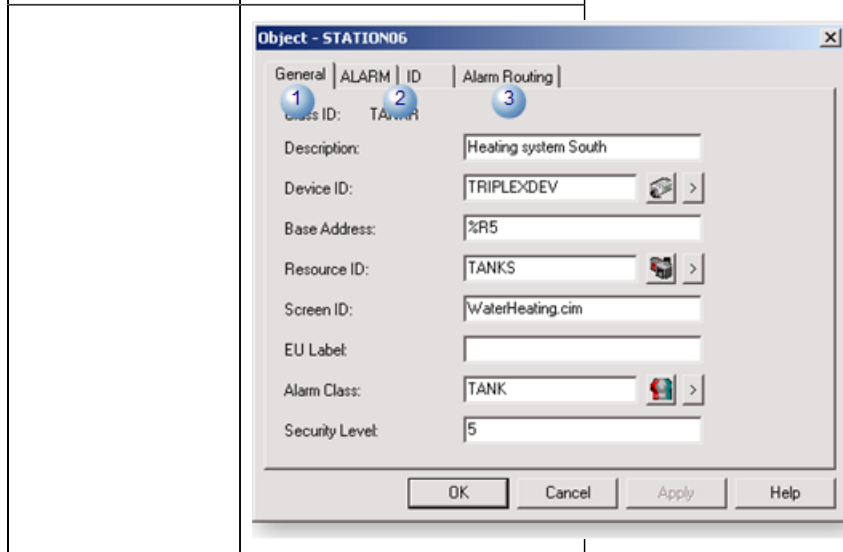 Object - STATION06
General ALARM ID Alarm Routing
1 2 3
Class ID:
Description: Heating system South
Device ID: TRIPLEXDEV >
Base Address: %R5
Resource ID: TANKS >
Screen ID: WaterHeating.cim
EU Label:
Alarm Class: TANK >
Security Level: 5
OK Cancel Apply Help